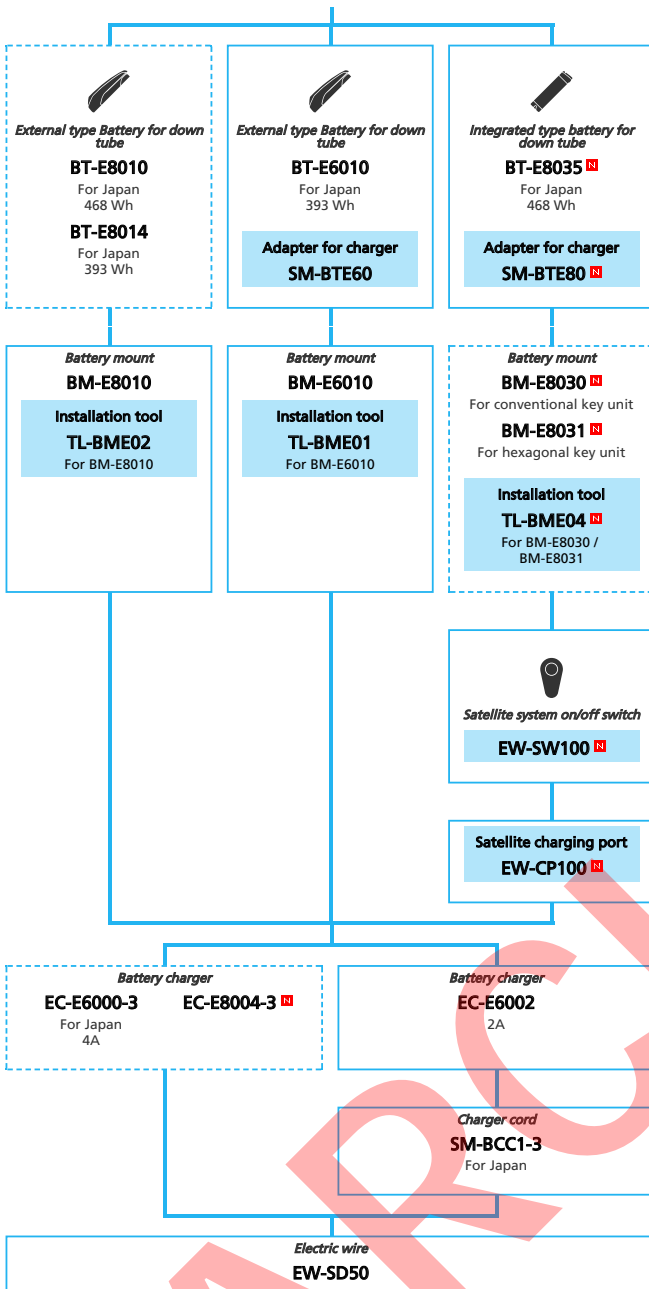 External type Battery for down
tube
BT-E8010
For Japan
468 Wh
BT-E8014
For Japan
393 Wh
External type Battery for down
tube
BT-E6010
For Japan
393 Wh
Adapter for charger
SM-BTE60
Integrated type battery for
down tube
BT-E8035 N
For Japan
468 Wh
Adapter for charger
SM-BTE80 N
Battery mount
BM-E8010
Installation tool
TL-BME02
For BM-E8010
Battery mount
BM-E6010
Installation tool
TL-BME01
For BM-E6010
Battery mount
BM-E8030 N
For conventional key unit
BM-E8031 N
For hexagonal key unit
Installation tool
TL-BME04 N
For BM-E8030 /
BM-E8031
Satellite system on/off switch
EW-SW100 N
Satellite charging port
EW-CP100 N
Battery charger
EC-E6000-3 EC-E8004-3 N
For Japan
4A
Battery charger
EC-E6002
2A
Charger cord
SM-BCC1-3
For Japan
Electric wire
EW-SD50
ARC